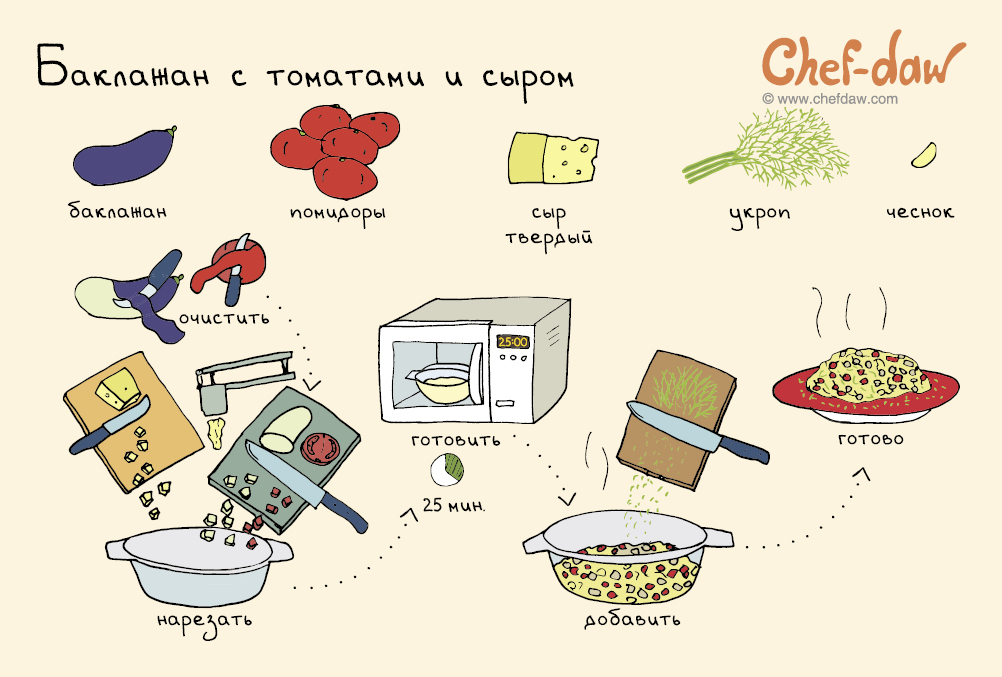 Баклажан с томатами и сыром
Chef-daw
© www.chefdaw.com
баклажан
помидоры
сыр
твердый
укроп
чеснок
очистить
25:00
готовить
25 мин.
готово
нарезать
добавить